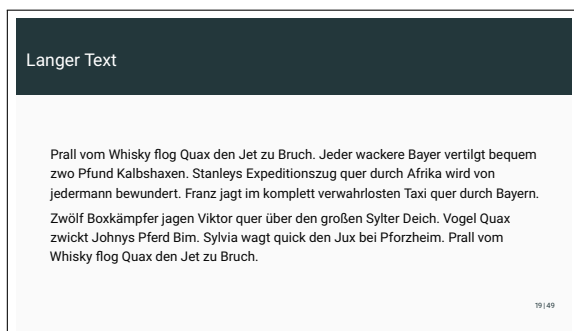 Langer Text
Prall vom Whisky flog Quax den Jet zu Bruch. Jeder wackere Bayer vertilgt bequem
zwo Pfund Kalbshaxen. Stanleys Expeditionszug quer durch Afrika wird von
jedermann bewundert. Franz jagt im komplett verwahrlosten Taxi quer durch Bayern.
Zwölf Boxkämpfer jagen Viktor quer über den großen Sylter Deich. Vogel Quax
zwickt Johnys Pferd Bim. Sylvia wagt quick den Jux bei Pforzheim. Prall vom
Whisky flog Quax den Jet zu Bruch.
19|49